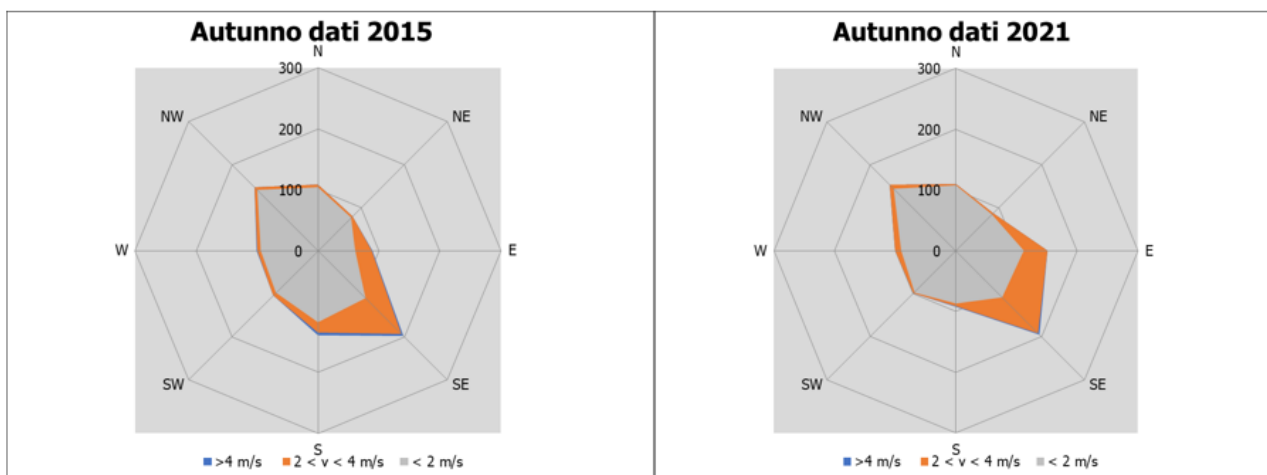 Autunno dati 2015
N
300
NW
NE
200
100
W
0
E
SW
SE
S
>4 m/s
2 < v < 4 m/s
< 2 m/s
Autunno dati 2021
N
300
NW
NE
200
100
W
0
E
SW
SE
S
>4 m/s
2 < v < 4 m/s
< 2 m/s